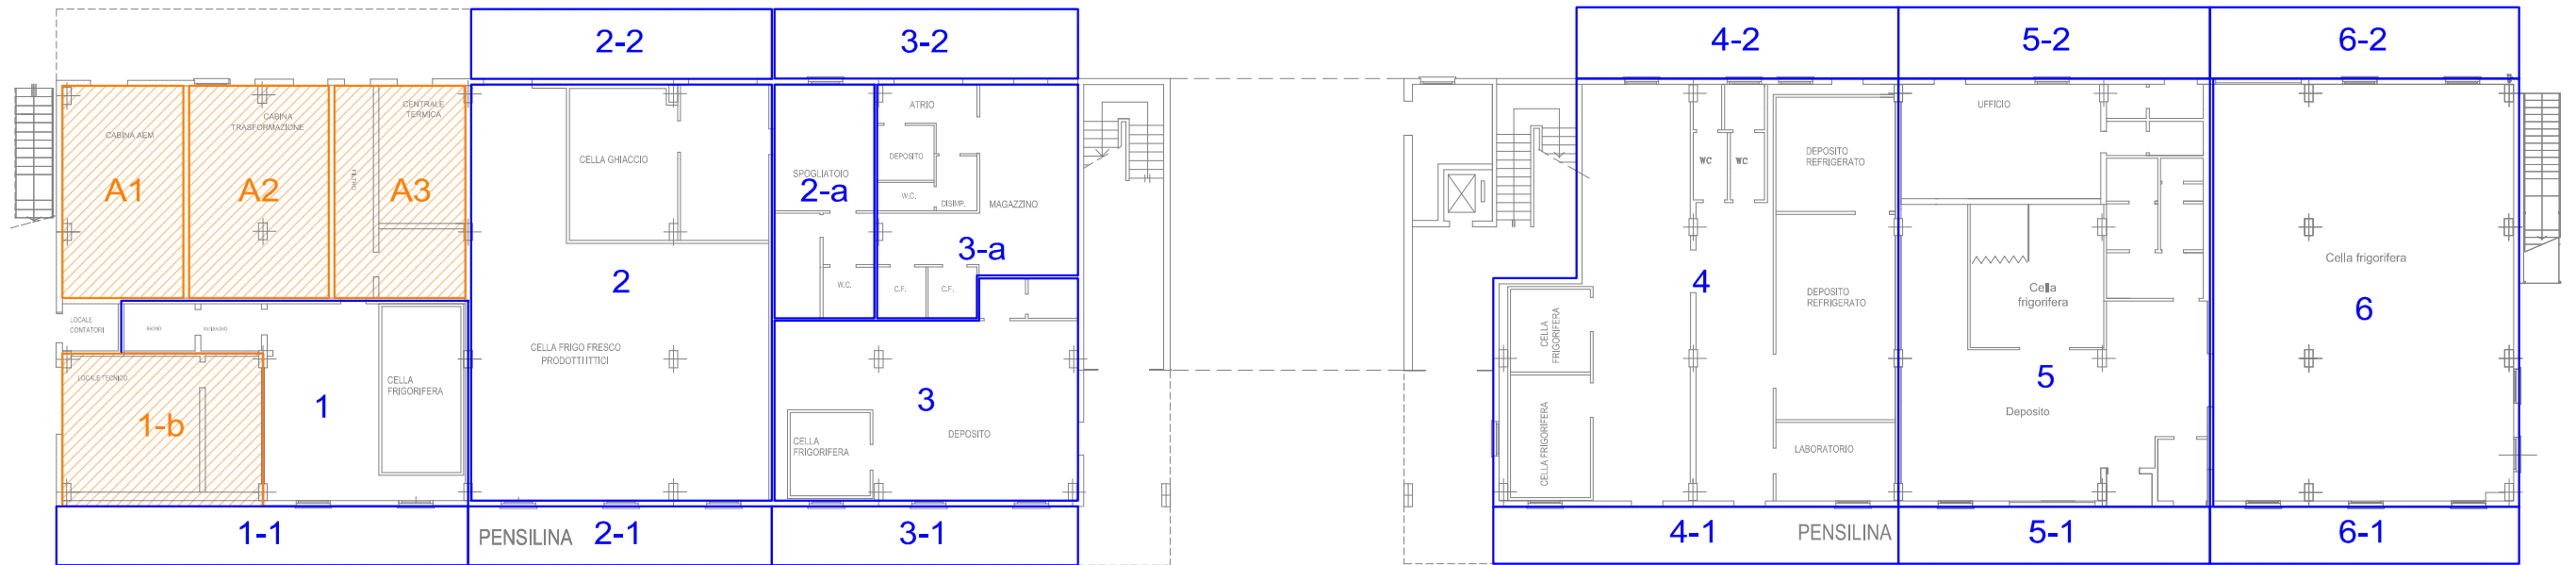 2-2
3-2
4-2
5-2
6-2
CABINA AEM
CABINA
TRASFORMAZIONE
CENTRALE
TERMICA
FILTRO
A1
A2
A3
CELLA GHIACCIO
SPOGLIATOIO
2-a
W.C.
ATRIO
DEPOSITO
W.C.
DISIMP.
MAGAZZINO
3-a
C.F.
C.F.
2
CELLA FRIGO FRESCO
PRODOTTI ITTICI
LOCALE
CONTATORI
BAGNO
LOCALE TECNICO
1-b
1
CELLA
FRIGORIFERA
3
CELLA
FRIGORIFERA
DEPOSITO
WC
WC
DEPOSITO
REFRIGERATO
4
DEPOSITO
REFRIGERATO
CELLA
FRIGORIFERA
CELLA FRIGORIFERA
LABORATORIO
UFFICIO
Cella
frigorifera
5
Deposito
Cella frigorifera
6
1-1
PENSILINA
2-1
3-1
4-1
PENSILINA
5-1
6-1